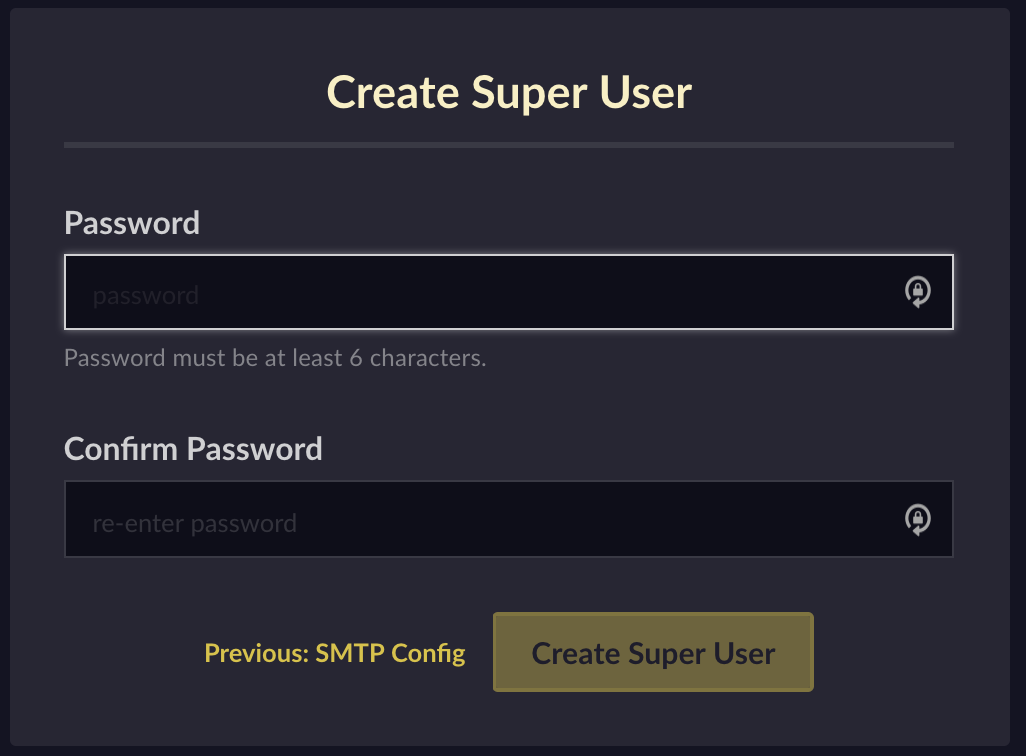 Create Super User
Password
password
Password must be at least 6 characters.
Confirm Password
re-enter password
Previous: SMTP Config
Create Super User